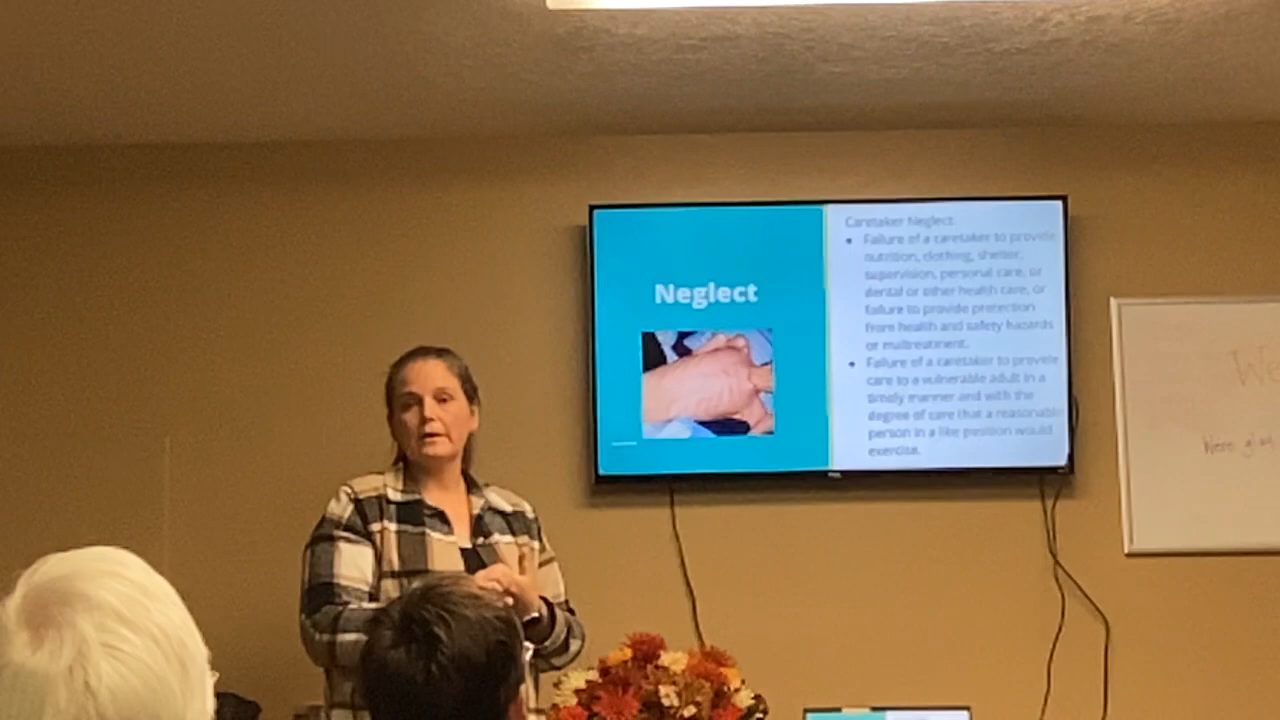 Neglect
Caretaker Neglect:
• Failure of a caretaker to provide
nutrition, clothing, shelter,
supervision, personal care, or
dental or other health care, or
failure to provide protection
from health and safety hazards
or maltreatment.
• Failure of a caretaker to provide
care to a vulnerable adult in a
timely manner and with the
degree of care that a reasonable
person in a like position would
exercise.
We